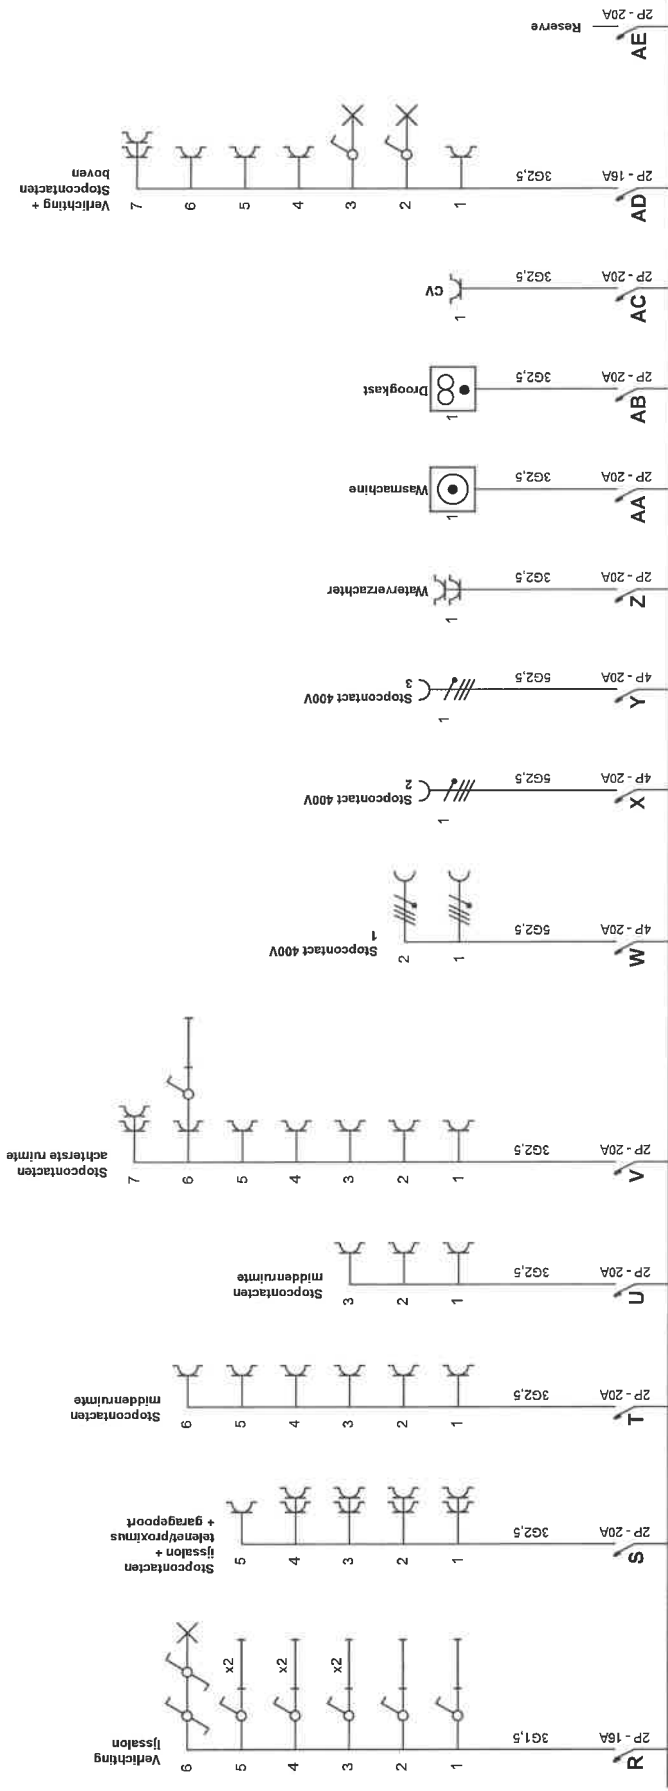 Verlichting
Ijssalon
6
5
x2
4
x2
3
x2
2
1
3G1,5
2P - 16A
R
Stopcontacten
ijssalon +
telenet/proximus
+ garagepoort
5
4
3
2
1
3G2,5
2P - 20A
S
Stopcontacten
middenruimte
6
5
4
3
2
1
3G2,5
2P - 20A
T
Stopcontacten
middenruimte
3
2
1
3G2,5
2P - 20A
U
Stopcontacten
achterste ruimte
7
6
5
4
3
2
1
3G2,5
2P - 20A
V
Stopcontact 400V
1
2
1
5G2,5
4P - 20A
W
Stopcontact 400V
2
1
5G2,5
4P - 20A
X
Stopcontact 400V
3
1
5G2,5
4P - 20A
Y
Waterverzachter
1
3G2,5
2P - 20A
Z
Wasmachine
1
3G2,5
2P - 20A
AA
Droogkast
1
3G2,5
2P - 20A
AB
CV
1
3G2,5
2P - 20A
AC
Verlichting +
Stopcontacten
boven
7
6
5
4
3
2
1
3G2,5
2P - 16A
AD
Reserve
2P - 20A
AE